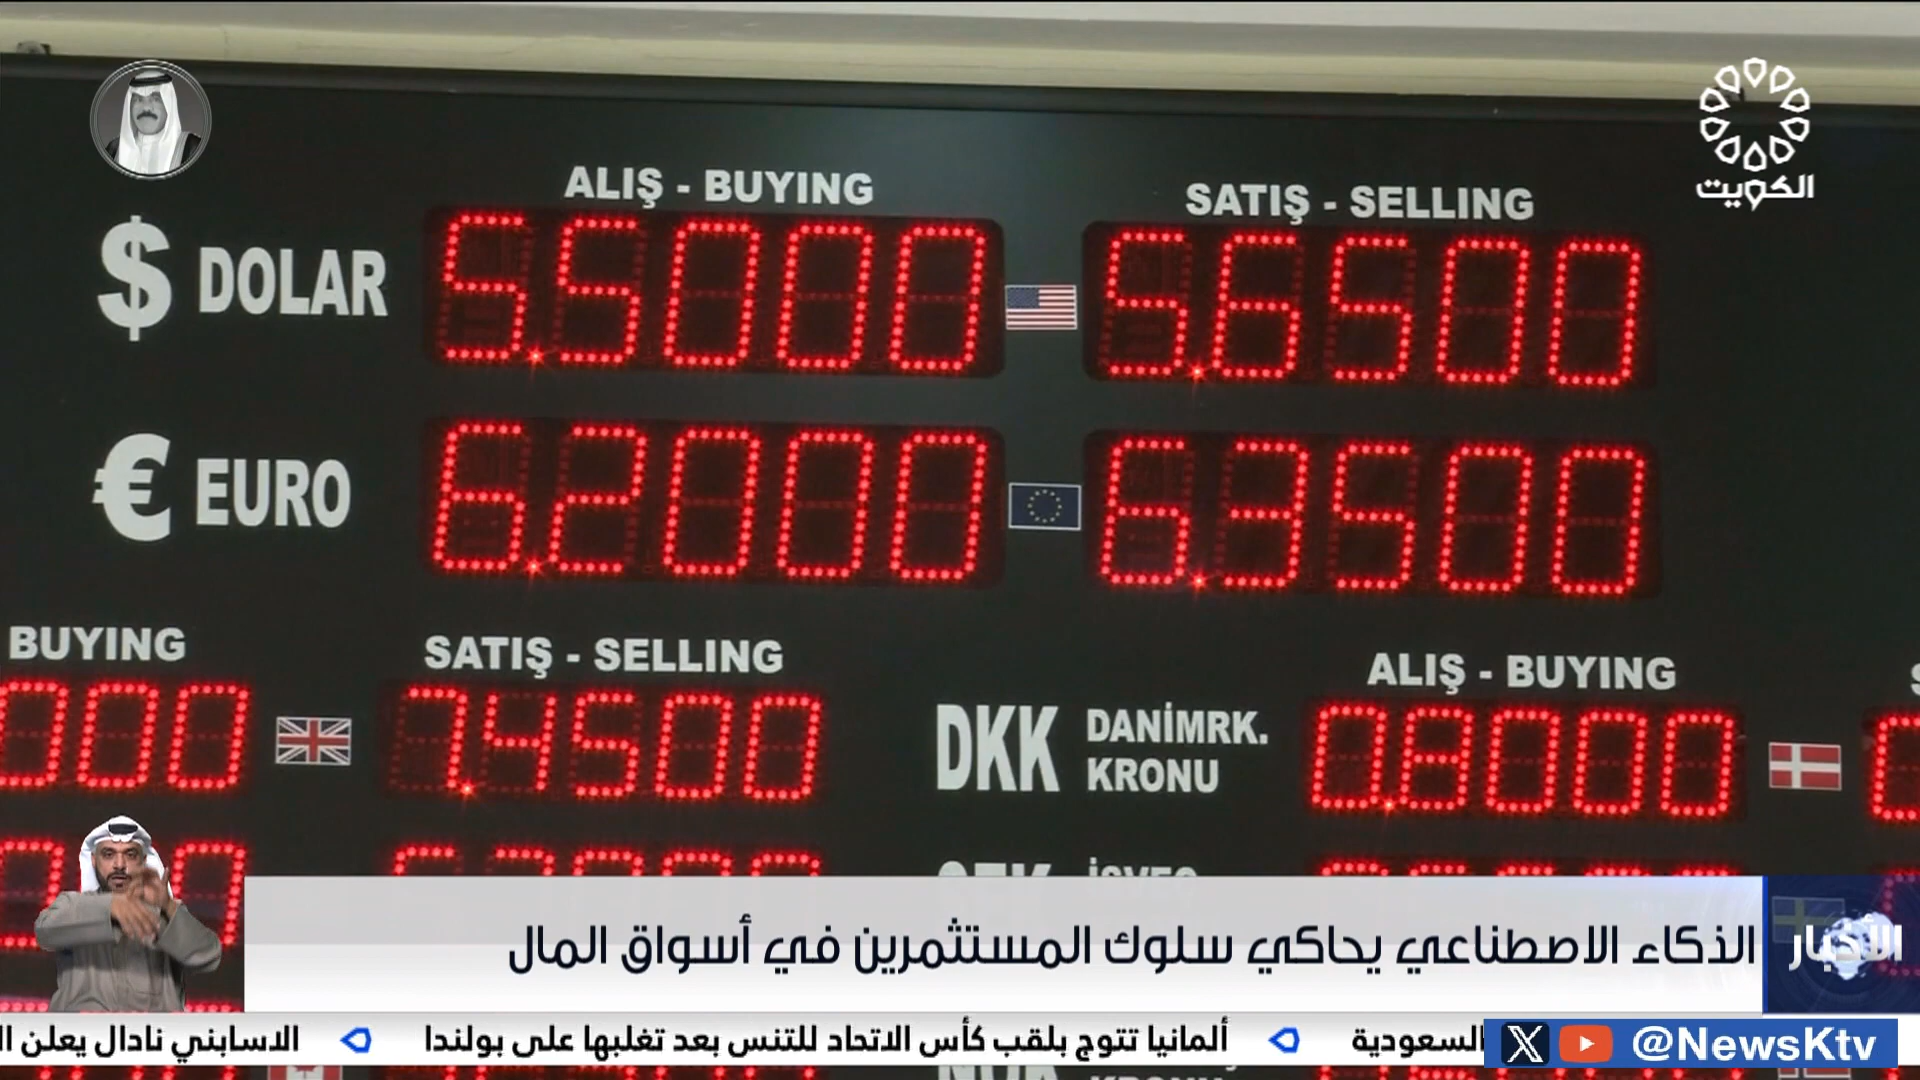 الكويت
ALIŞ - BUYING
SATIŞ - SELLING
$ DOLAR 5.5000 5.6500
€ EURO 6.2000 6.3500
BUYING
SATIŞ - SELLING
ALIŞ - BUYING
000 7.4500
DKK DANİMRK. KRONU 0.8000
الأخبار
الذكاء الاصطناعي يحاكي سلوك المستثمرين في أسواق المال
السعودية
ألمانيا تتوج بلقب كأس الاتحاد للتنس بعد تغلبها على بولندا
الاسباني نادال يعلن ال
@NewsKtv